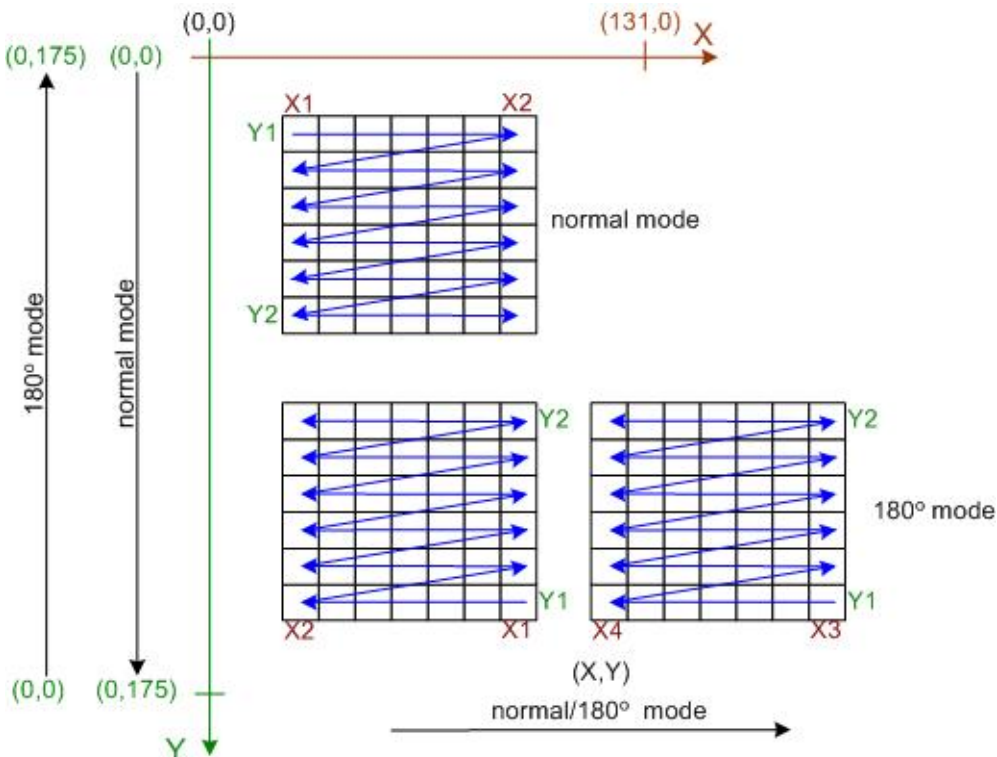 (0,0)
(131,0)
X
(0,175)
(0,0)
X1
X2
Y1
normal mode
Y2
180° mode
normal mode
Y2
Y2
180° mode
Y1
Y1
X2
X1
X4
X3
(X,Y)
(0,0)
(0,175)
normal/180° mode
Y